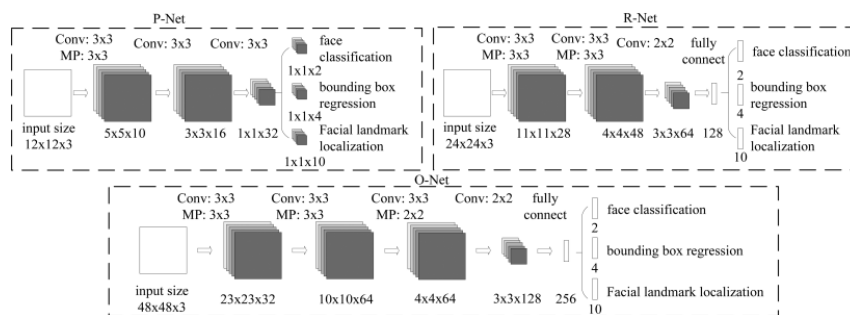 P-Net
Conv: 3x3 Conv: 3x3 Conv: 3x3
MP: 3x3
face
classification
1x1x2
bounding box
regression
1x1x4
Facial landmark
localization
1x1x10
input size
12x12x3
5x5x10 3x3x16 1x1x32
R-Net
Conv: 3x3 Conv: 3x3 Conv: 2x2 fully
MP: 3x3 MP: 3x3 connect
face classification
2
bounding box
regression
4
Facial landmark
localization
10
input size
24x24x3
11x11x28 4x4x48 3x3x64 128
O-Net
Conv: 3x3 Conv: 3x3 Conv: 3x3 Conv: 2x2 fully
MP: 3x3 MP: 3x3 MP: 2x2 connect
face classification
2
bounding box regression
4
Facial landmark localization
10
input size
48x48x3
23x23x32 10x10x64 4x4x64 3x3x128 256